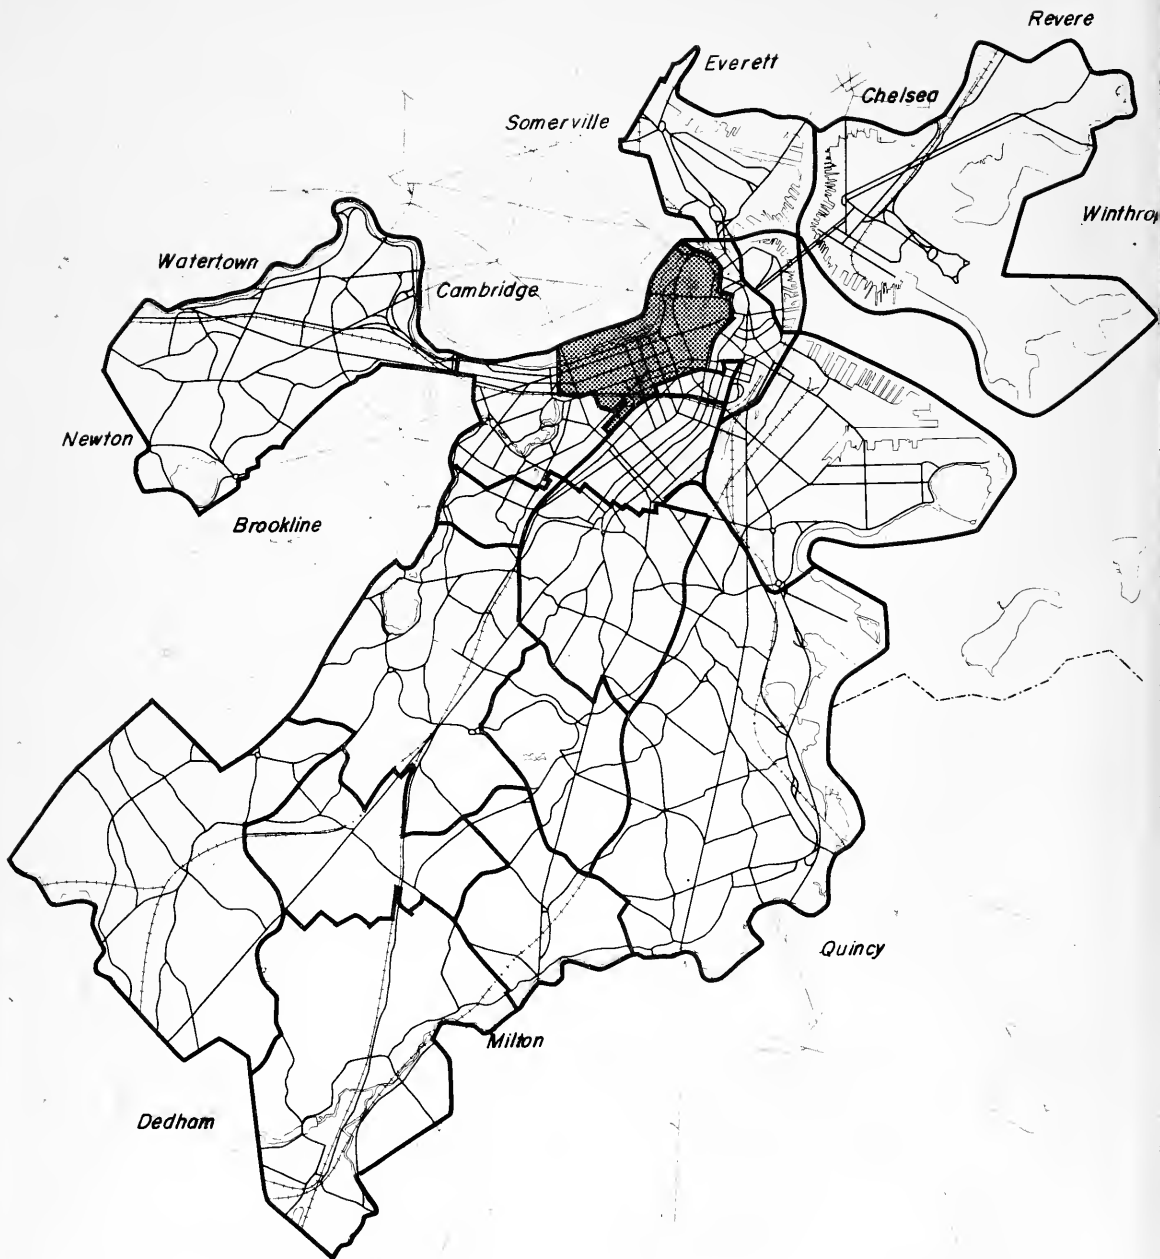 Revere
Everett
Chelsea
Somerville
Winthrop
Watertown
Cambridge
Newton
Brookline
Quincy
Milton
Dedham